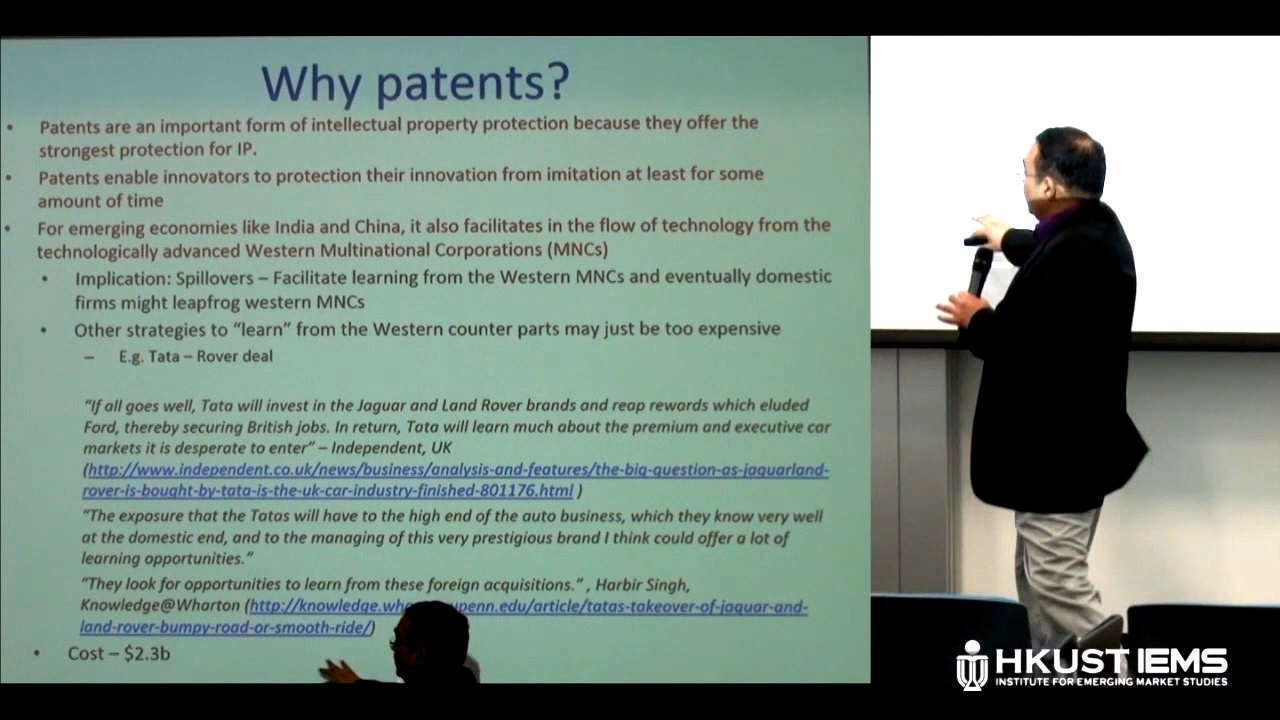 Why patents?
• Patents are an important form of intellectual property protection because they offer the
strongest protection for IP.
• Patents enable innovators to protection their innovation from imitation at least for some
amount of time
• For emerging economies like India and China, it also facilitates in the flow of technology from the
technologically advanced Western Multinational Corporations (MNCs)
• Implication: Spillovers – Facilitate learning from the Western MNCs and eventually domestic
firms might leapfrog western MNCs
• Other strategies to “learn” from the Western counter parts may just be too expensive
– E.g. Tata – Rover deal
“If all goes well, Tata will invest in the Jaguar and Land Rover brands and reap rewards which eluded
Ford, thereby securing British jobs. In return, Tata will learn much about the premium and executive car
markets it is desperate to enter” – Independent, UK
(http://www.independent.co.uk/news/business/analysis-and-features/the-big-question-as-jaguarland-
rover-is-bought-by-tata-is-the-uk-car-industry-finished-801176.html )
“The exposure that the Tatas will have to the high end of the auto business, which they know very well
at the domestic end, and to the managing of this very prestigious brand I think could offer a lot of
learning opportunities.”
“They look for opportunities to learn from these foreign acquisitions.” , Harbir Singh,
Knowledge@Wharton (http://knowledge.wh upenn.edu/article/tatas-takeover-of-jaguar-and-
land-rover-bumpy-road-or-smooth-ride/)
• Cost – $2.3b
HKUST IEMS
INSTITUTE FOR EMERGING MARKET STUDIES